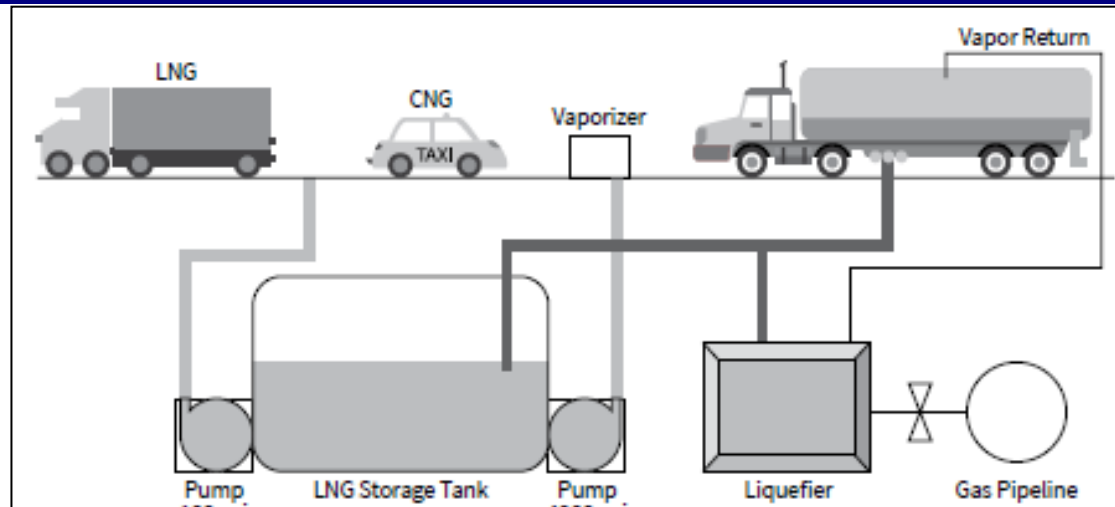 Vapor Return
LNG
CNG
Vaporizer
TAXI
Pump
LNG Storage Tank
Pump
Liquefier
Gas Pipeline